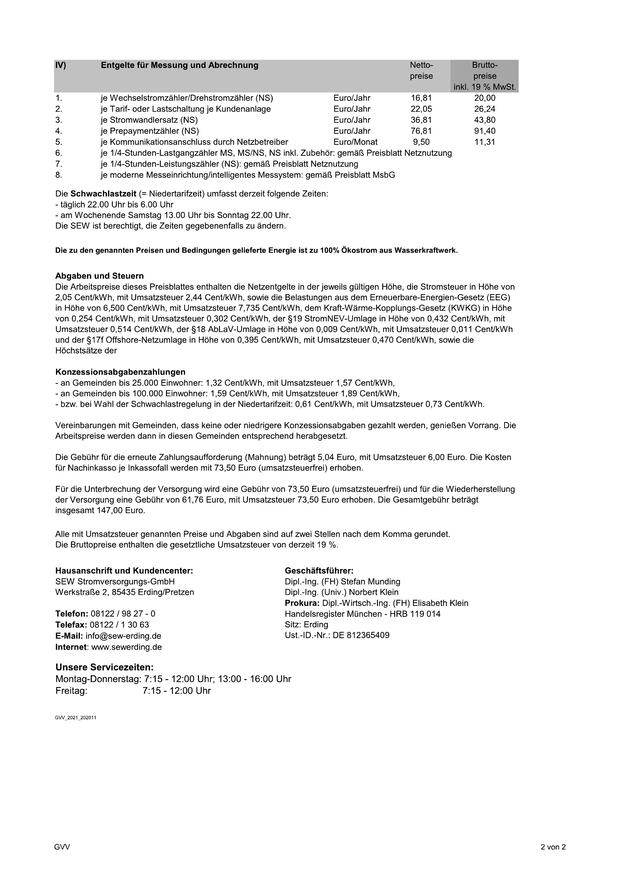 IV) Entgelte für Messung und Abrechnung Netto- Brutto-
preise preise
inkl. 19 % MwSt.
1. je Wechselstromzähler/Drehstromzähler (NS) Euro/Jahr 16,81 20,00
2. je Tarif- oder Lastschaltung je Kundenanlage Euro/Jahr 22,05 26,24
3. je Stromwandlersatz (NS) Euro/Jahr 36,81 43,80
4. je Prepaymentzähler (NS) Euro/Jahr 76,81 91,40
5. je Kommunikationsanschluss durch Netzbetreiber Euro/Monat 9,50 11,31
6. je 1/4-Stunden-Lastgangzähler MS, MS/NS, NS inkl. Zubehör: gemäß Preisblatt Netznutzung
7. je 1/4-Stunden-Leistungszähler (NS): gemäß Preisblatt Netznutzung
8. je moderne Messeinrichtung/intelligentes Messystem: gemäß Preisblatt MsbG
Die Schwachlastzeit (= Niedertarifzeit) umfasst derzeit folgende Zeiten:
- täglich 22.00 Uhr bis 6.00 Uhr
- am Wochenende Samstag 13.00 Uhr bis Sonntag 22.00 Uhr.
Die SEW ist berechtigt, die Zeiten gegebenenfalls zu ändern.
Die zu den genannten Preisen und Bedingungen gelieferte Energie ist zu 100% Ökostrom aus Wasserkraftwerk.
Abgaben und Steuern
Die Arbeitspreise dieses Preisblattes enthalten die Netzentgelte in der jeweils gültigen Höhe, die Stromsteuer in Höhe von
2,05 Cent/kWh, mit Umsatzsteuer 2,44 Cent/kWh, sowie die Belastungen aus dem Erneuerbare-Energien-Gesetz (EEG)
in Höhe von 6,500 Cent/kWh, mit Umsatzsteuer 7,735 Cent/kWh, dem Kraft-Wärme-Kopplungs-Gesetz (KWKG) in Höhe
von 0,254 Cent/kWh, mit Umsatzsteuer 0,302 Cent/kWh, der §19 StromNEV-Umlage in Höhe von 0,432 Cent/kWh, mit
Umsatzsteuer 0,514 Cent/kWh, der §18 AbLaV-Umlage in Höhe von 0,009 Cent/kWh, mit Umsatzsteuer 0,011 Cent/kWh
und der §17f Offshore-Netzumlage in Höhe von 0,395 Cent/kWh, mit Umsatzsteuer 0,470 Cent/kWh, sowie die
Höchstsätze der
Konzessionsabgabenzahlungen
- an Gemeinden bis 25.000 Einwohner: 1,32 Cent/kWh, mit Umsatzsteuer 1,57 Cent/kWh,
- an Gemeinden bis 100.000 Einwohner: 1,59 Cent/kWh, mit Umsatzsteuer 1,89 Cent/kWh,
- bzw. bei Wahl der Schwachlastregelung in der Niedertarifzeit: 0,61 Cent/kWh, mit Umsatzsteuer 0,73 Cent/kWh.
Vereinbarungen mit Gemeinden, dass keine oder niedrigere Konzessionsabgaben gezahlt werden, genießen Vorrang. Die
Arbeitspreise werden dann in diesen Gemeinden entsprechend herabgesetzt.
Die Gebühr für die erneute Zahlungsaufforderung (Mahnung) beträgt 5,04 Euro, mit Umsatzsteuer 6,00 Euro. Die Kosten
für Nachinkasso je Inkassofall werden mit 73,50 Euro (umsatzsteuerfrei) erhoben.
Für die Unterbrechung der Versorgung wird eine Gebühr von 73,50 Euro (umsatzsteuerfrei) und für die Wiederherstellung
der Versorgung eine Gebühr von 61,76 Euro, mit Umsatzsteuer 73,50 Euro erhoben. Die Gesamtgebühr beträgt
insgesamt 147,00 Euro.
Alle mit Umsatzsteuer genannten Preise und Abgaben sind auf zwei Stellen nach dem Komma gerundet.
Die Bruttopreise enthalten die gesetzliche Umsatzsteuer von derzeit 19 %.
Hausanschrift und Kundencenter: Geschäftsführer:
SEW Stromversorgungs-GmbH Dipl.-Ing. (FH) Stefan Munding
Werkstraße 2, 85435 Erding/Pretzen Dipl.-Ing. (Univ.) Norbert Klein
Prokura: Dipl.-Wirtsch.-Ing. (FH) Elisabeth Klein
Telefon: 08122 / 98 27 - 0 Handelsregister München - HRB 119 014
Telefax: 08122 / 1 30 63 Sitz: Erding
E-Mail: info@sew-erding.de Ust.-ID.-Nr.: DE 812365409
Internet: www.sewerding.de
Unsere Servicezeiten:
Montag-Donnerstag: 7:15 - 12:00 Uhr; 13:00 - 16:00 Uhr
Freitag: 7:15 - 12:00 Uhr
GVV_2021_202011
GVV 2 von 2